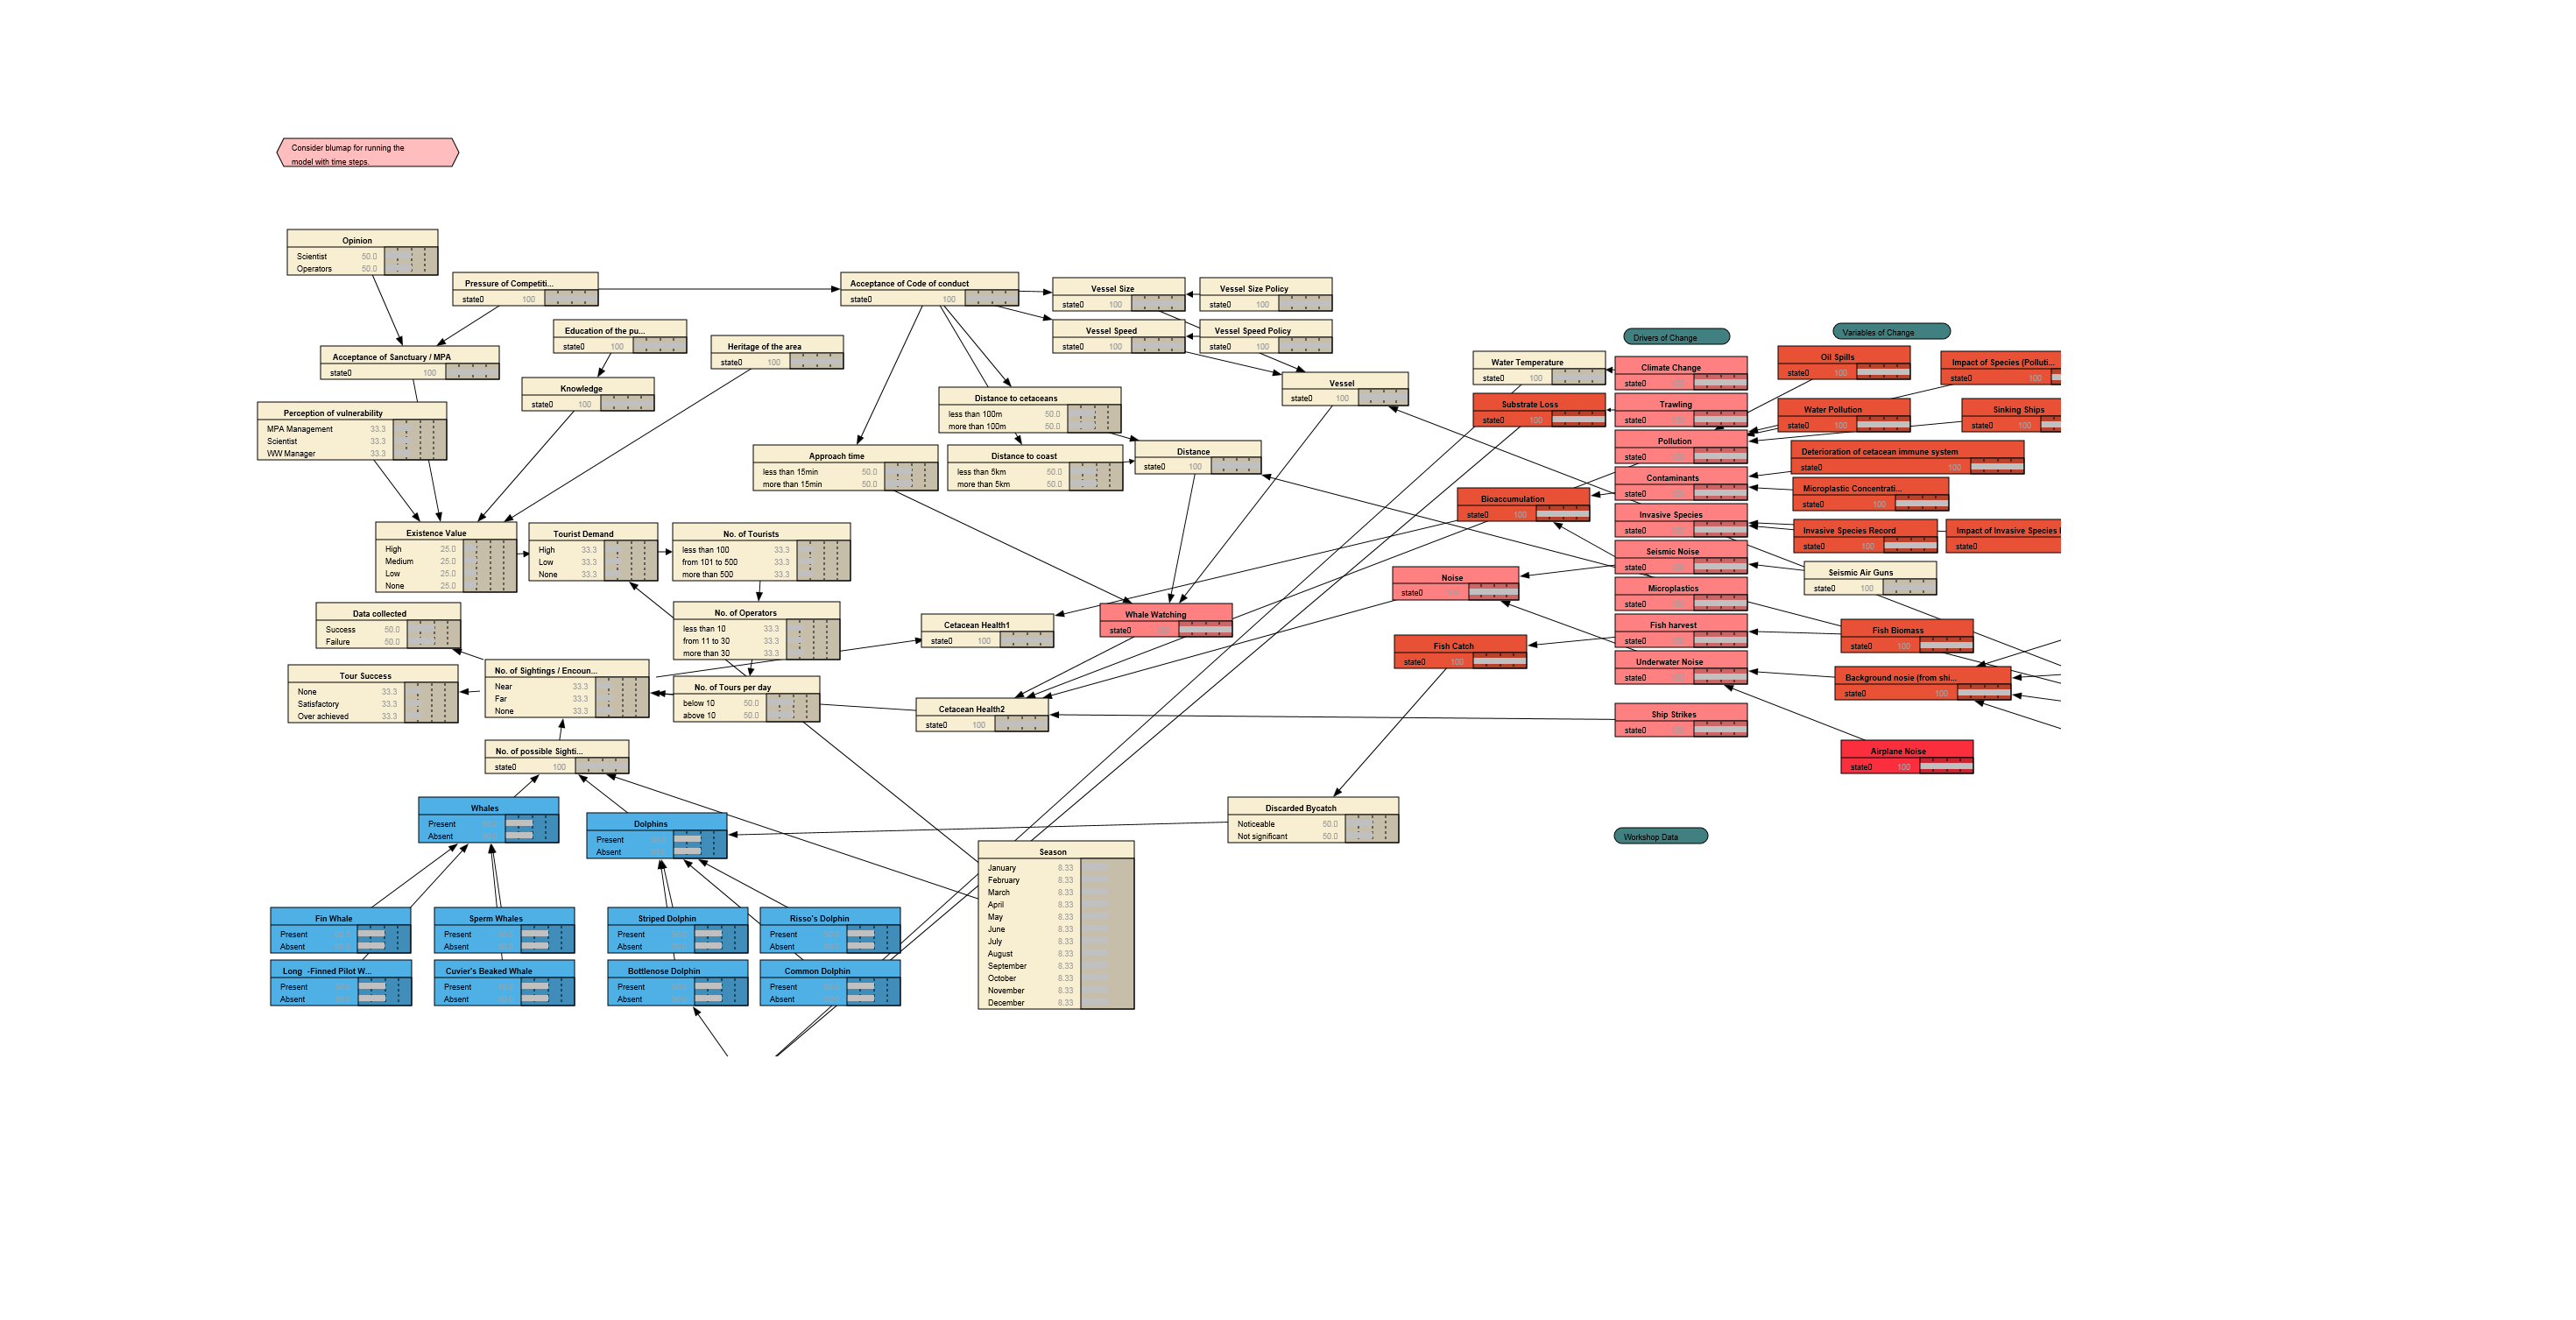 Consider blumap for running the
model with time steps.
Opinion
Scientist 50.0
Operators 50.0
Pressure of Competiti...
state0 100
Acceptance of Code of conduct
state0 100
Vessel Size
state0 100
Vessel Size Policy
state0 100
Education of the pu...
state0 100
Vessel Speed
state0 100
Vessel Speed Policy
state0 100
Heritage of the area
state0 100
Acceptance of Sanctuary / MPA
state0 100
Knowledge
state0 100
Vessel
state0 100
Distance to cetaceans
less than 100m 50.0
more than 100m 50.0
Perception of vulnerability
MPA Management 33.3
Scientist 33.3
WW Manager 33.3
Approach time
less than 15min 50.0
more than 15min 50.0
Distance to coast
less than 5km 50.0
more than 5km 50.0
Distance
state0 100
Existence Value
High 25.0
Medium 25.0
Low 25.0
None 25.0
Tourist Demand
High 33.3
Low 33.3
None 33.3
No. of Tourists
less than 100 33.3
from 101 to 500 33.3
more than 500 33.3
Data collected
Success 50.0
Failure 50.0
No. of Operators
less than 10 33.3
from 11 to 30 33.3
more than 30 33.3
Cetacean Health1
state0 100
Whale Watching
state0
Tour Success
None 33.3
Satisfactory 33.3
Over achieved 33.3
No. of Sightings / Encoun...
Near 33.3
Far 33.3
None 33.3
No. of Tours per day
below 10 50.0
above 10 50.0
Cetacean Health2
state0 100
No. of possible Sighti...
state0 100
Whales
Present
Absent
Dolphins
Present
Absent
Discarded Bycatch
Noticeable 50.0
Not significant 50.0
Season
January 8.33
February 8.33
March 8.33
April 8.33
May 8.33
June 8.33
July 8.33
August 8.33
September 8.33
October 8.33
November 8.33
December 8.33
Fin Whale
Present
Absent
Sperm Whales
Present
Absent
Striped Dolphin
Present
Absent
Risso's Dolphin
Present
Absent
Long -Finned Pilot W...
Present
Absent
Cuvier's Beaked Whale
Present
Absent
Bottlenose Dolphin
Present
Absent
Common Dolphin
Present
Absent
Drivers of Change
Variables of Change
Water Temperature
state0 100
Climate Change
state0
Oil Spills
state0 100
Impact of Species (Polluti...
state0 100
Substrate Loss
state0 100
Trawling
state0
Water Pollution
state0 100
Sinking Ships
state0 100
Pollution
state0
Deterioration of cetacean immune system
state0 100
Bioaccumulation
state0 100
Contaminants
state0
Microplastic Concentrati...
state0 100
Invasive Species
state0
Invasive Species Record
state0 100
Impact of Invasive Species
state0 100
Seismic Noise
state0
Seismic Air Guns
state0 100
Noise
state0
Microplastics
state0
Fish Catch
state0 100
Fish harvest
state0
Fish Biomass
state0 100
Underwater Noise
state0
Background nosie (from shi...
state0 100
Ship Strikes
state0
Airplane Noise
state0 100
Workshop Data